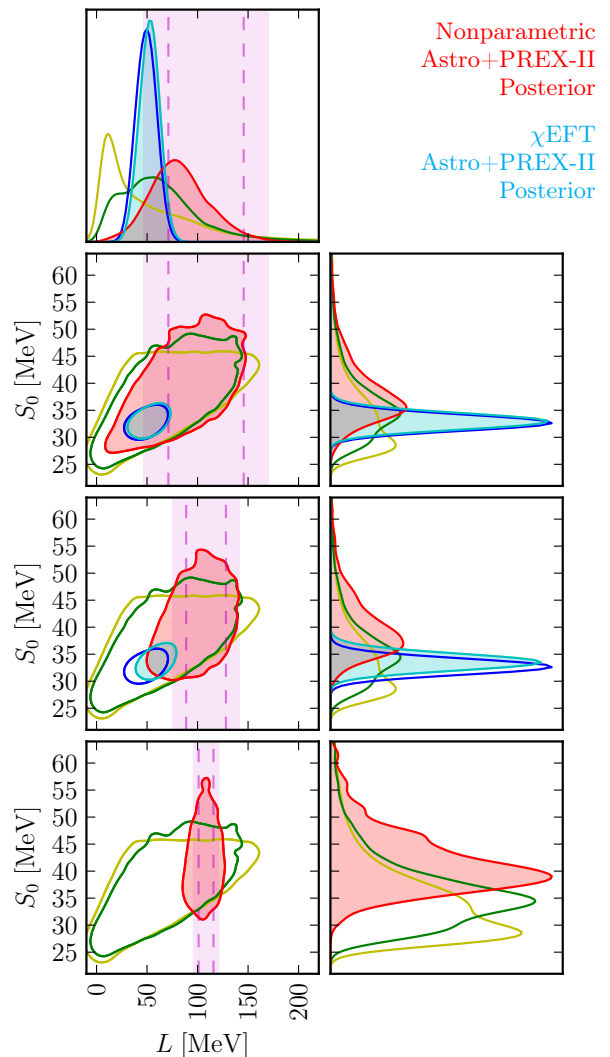 Nonparametric
Astro+PREX-II
Posterior
χEFT
Astro+PREX-II
Posterior
60
55
50
45
40
35
30
25
S₀ [MeV]
60
55
50
45
40
35
30
25
S₀ [MeV]
60
55
50
45
40
35
30
25
S₀ [MeV]
0
50
100
150
200
L [MeV]